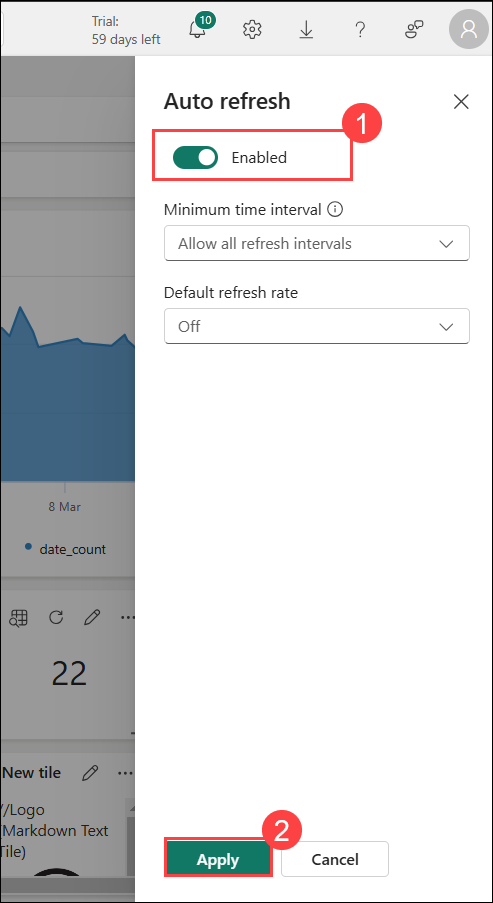 Trial:
59 days left
10
Auto refresh
1
Enabled
Minimum time interval
Allow all refresh intervals
Default refresh rate
Off
8 Mar
date_count
22
New tile
//Logo
(Markdown Text
Tile)
2
Apply
Cancel